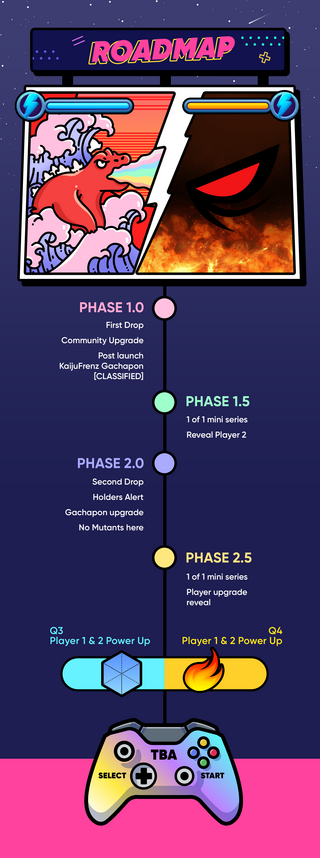 ROADMAP
PHASE 1.0
First Drop
Community Upgrade
Post launch
KaijuFrenz Gachapon
[CLASSIFIED]
PHASE 1.5
1 of 1 mini series
Reveal Player 2
PHASE 2.0
Second Drop
Holders Alert
Gachapon upgrade
No Mutants here
PHASE 2.5
1 of 1 mini series
Player upgrade
reveal
Q3
Player 1 & 2 Power Up
Q4
Player 1 & 2 Power Up
TBA
SELECT
START